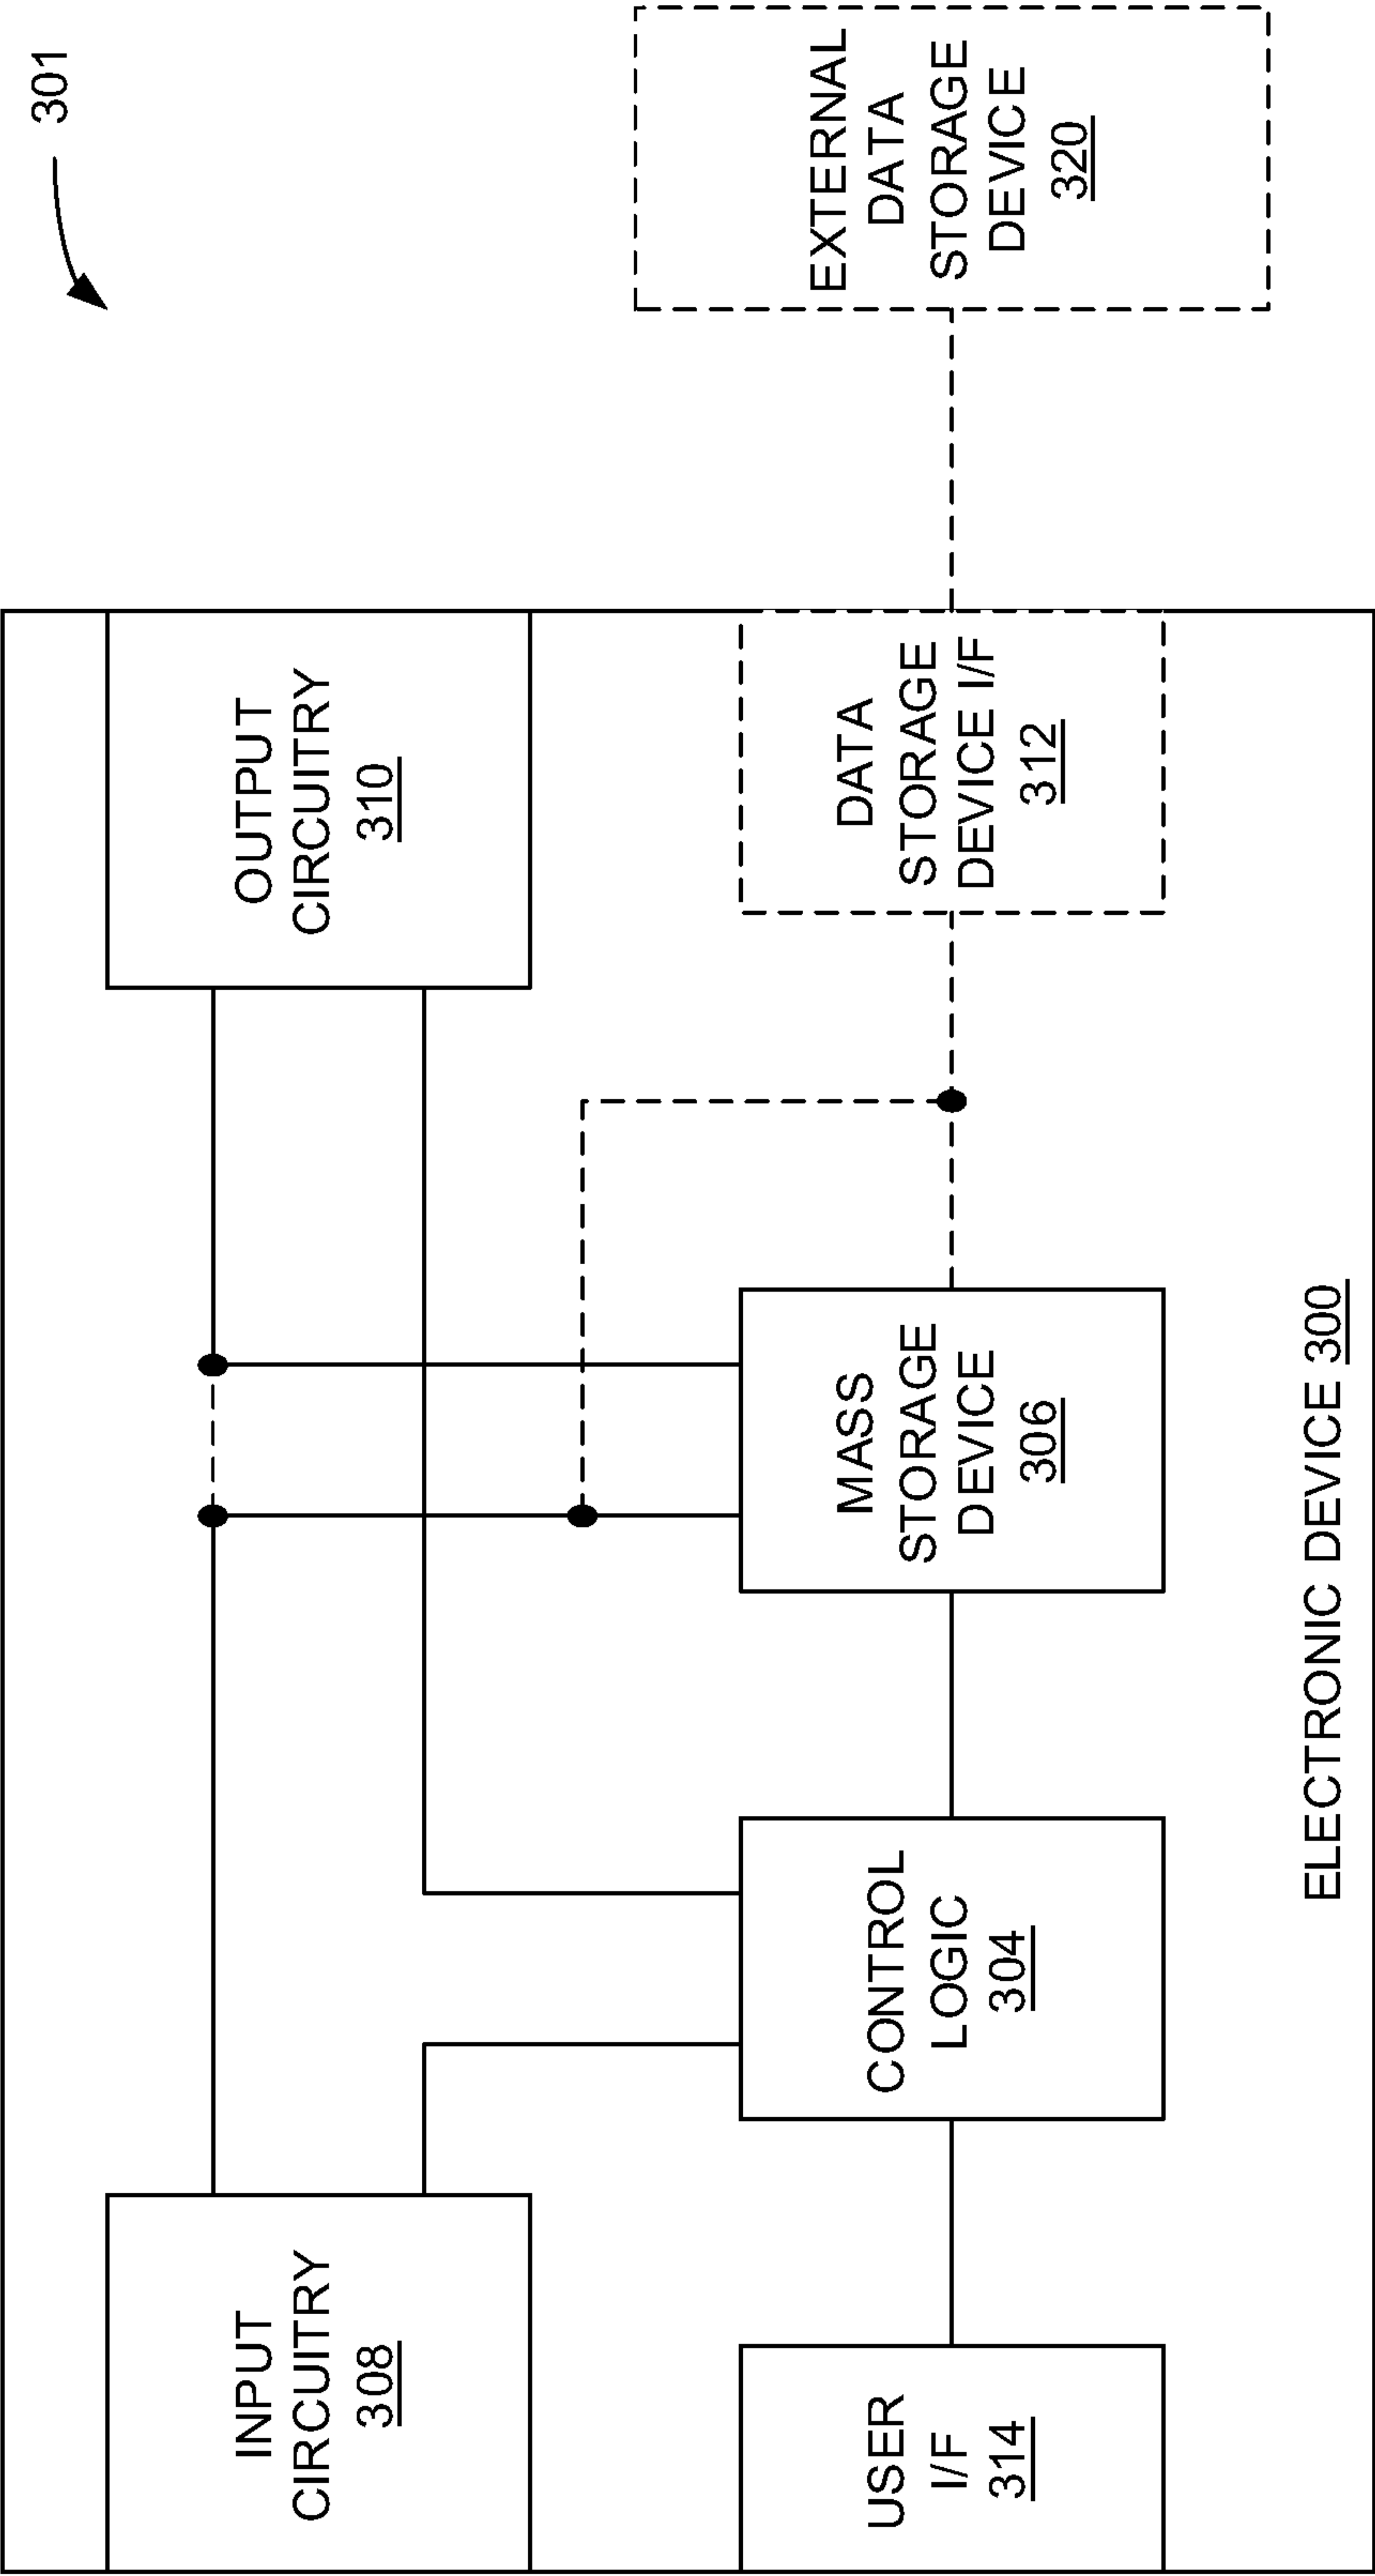 301
INPUT
CIRCUITRY
308
OUTPUT
CIRCUITRY
310
USER
I/F
314
CONTROL
LOGIC
304
MASS
STORAGE
DEVICE
306
DATA
STORAGE
DEVICE I/F
312
EXTERNAL
DATA
STORAGE
DEVICE
320
ELECTRONIC DEVICE 300